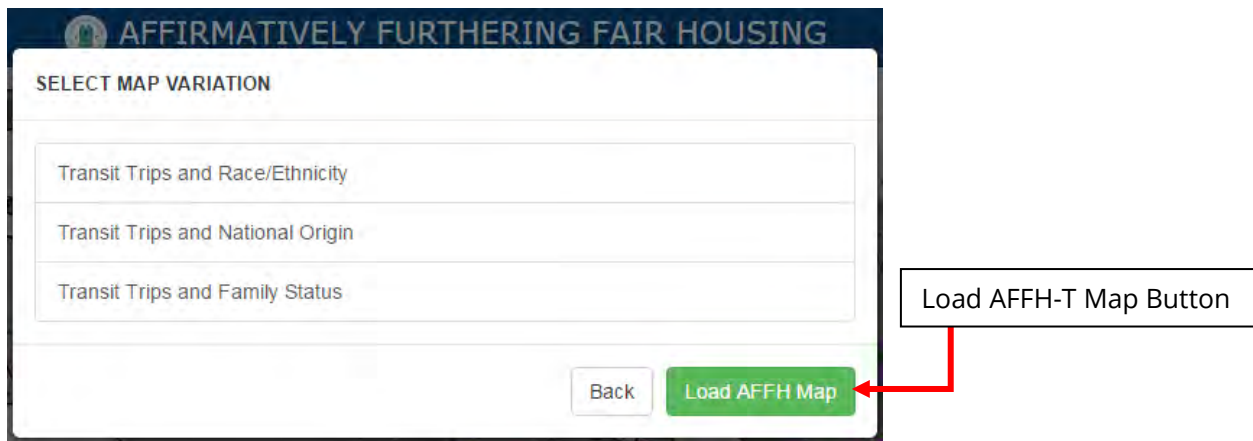 AFFIRMATIVELY FURTHERING FAIR HOUSING
SELECT MAP VARIATION
Transit Trips and Race/Ethnicity
Transit Trips and National Origin
Transit Trips and Family Status
Load AFFH-T Map Button
Back
Load AFFH Map